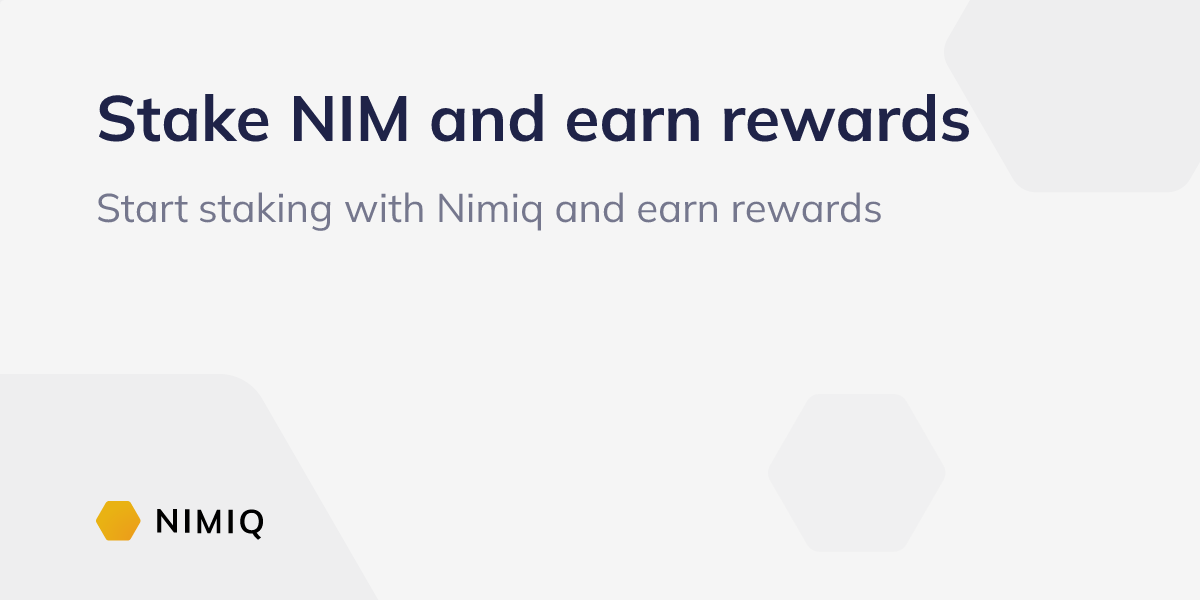 Stake NIM and earn rewards
Start staking with Nimiq and earn rewards
NIMIQ